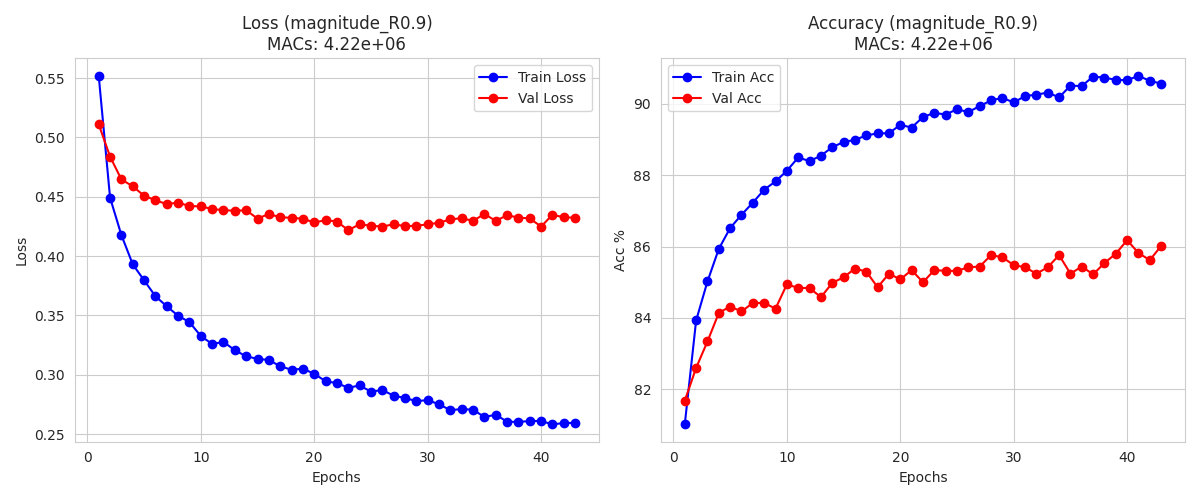 Loss (magnitude_R0.9)
MACs: 4.22e+06
Train Loss
Val Loss
0.55
0.50
0.45
0.40
0.35
0.30
0.25
Loss
0
10
20
30
40
Epochs
Accuracy (magnitude_R0.9)
MACs: 4.22e+06
Train Acc
Val Acc
90
88
86
84
82
Acc %
0
10
20
30
40
Epochs